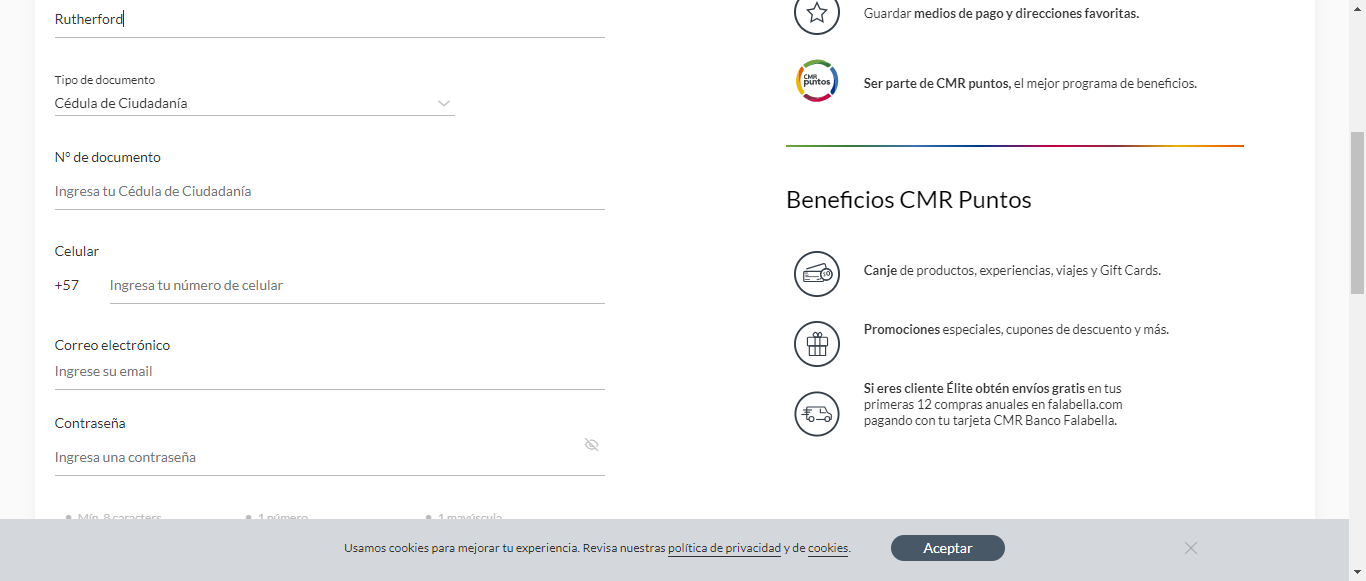 Rutherford
Tipo de documento
Cédula de Ciudadanía
N° de documento
Ingresa tu Cédula de Ciudadanía
Celular
+57 Ingresa tu número de celular
Correo electrónico
Ingrese su email
Contraseña
Ingresa una contraseña
Mín. 8 caracters 1 número 1 mayúscula
Guardar medios de pago y direcciones favoritas.
CMR
puntos
Ser parte de CMR puntos, el mejor programa de beneficios.
Beneficios CMR Puntos
Canje de productos, experiencias, viajes y Gift Cards.
Promociones especiales, cupones de descuento y más.
Si eres cliente Élite obtén envíos gratis en tus
primeras 12 compras anuales en falabella.com
pagando con tu tarjeta CMR Banco Falabella.
Usamos cookies para mejorar tu experiencia. Revisa nuestras política de privacidad y de cookies.
Aceptar